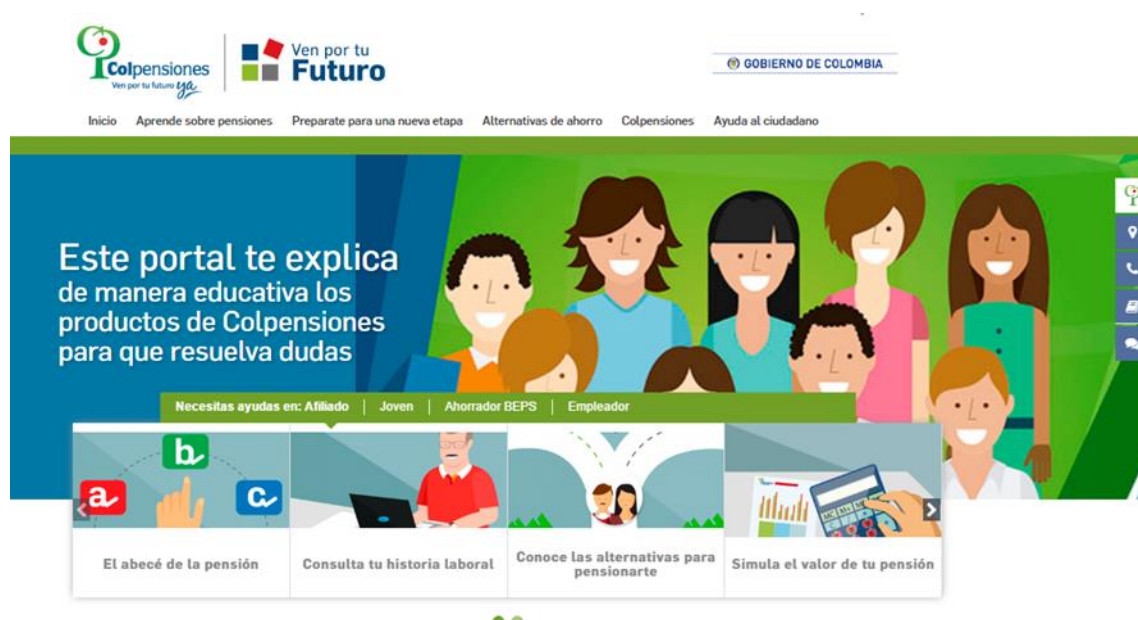 Colpensiones
Ven por tu futuro ya
Ven por tu
Futuro
GOBIERNO DE COLOMBIA
Inicio Aprende sobre pensiones Preparate para una nueva etapa Alternativas de ahorro Colpensiones Ayuda al ciudadano
Este portal te explica
de manera educativa los
productos de Colpensiones
para que resuelva dudas
Necesitas ayudas en: Afiliado | Joven | Ahorrador BEPS | Empleador
a b c
El abecé de la pensión
Consulta tu historia laboral
Conoce las alternativas para
pensionarte
Simula el valor de tu pensión